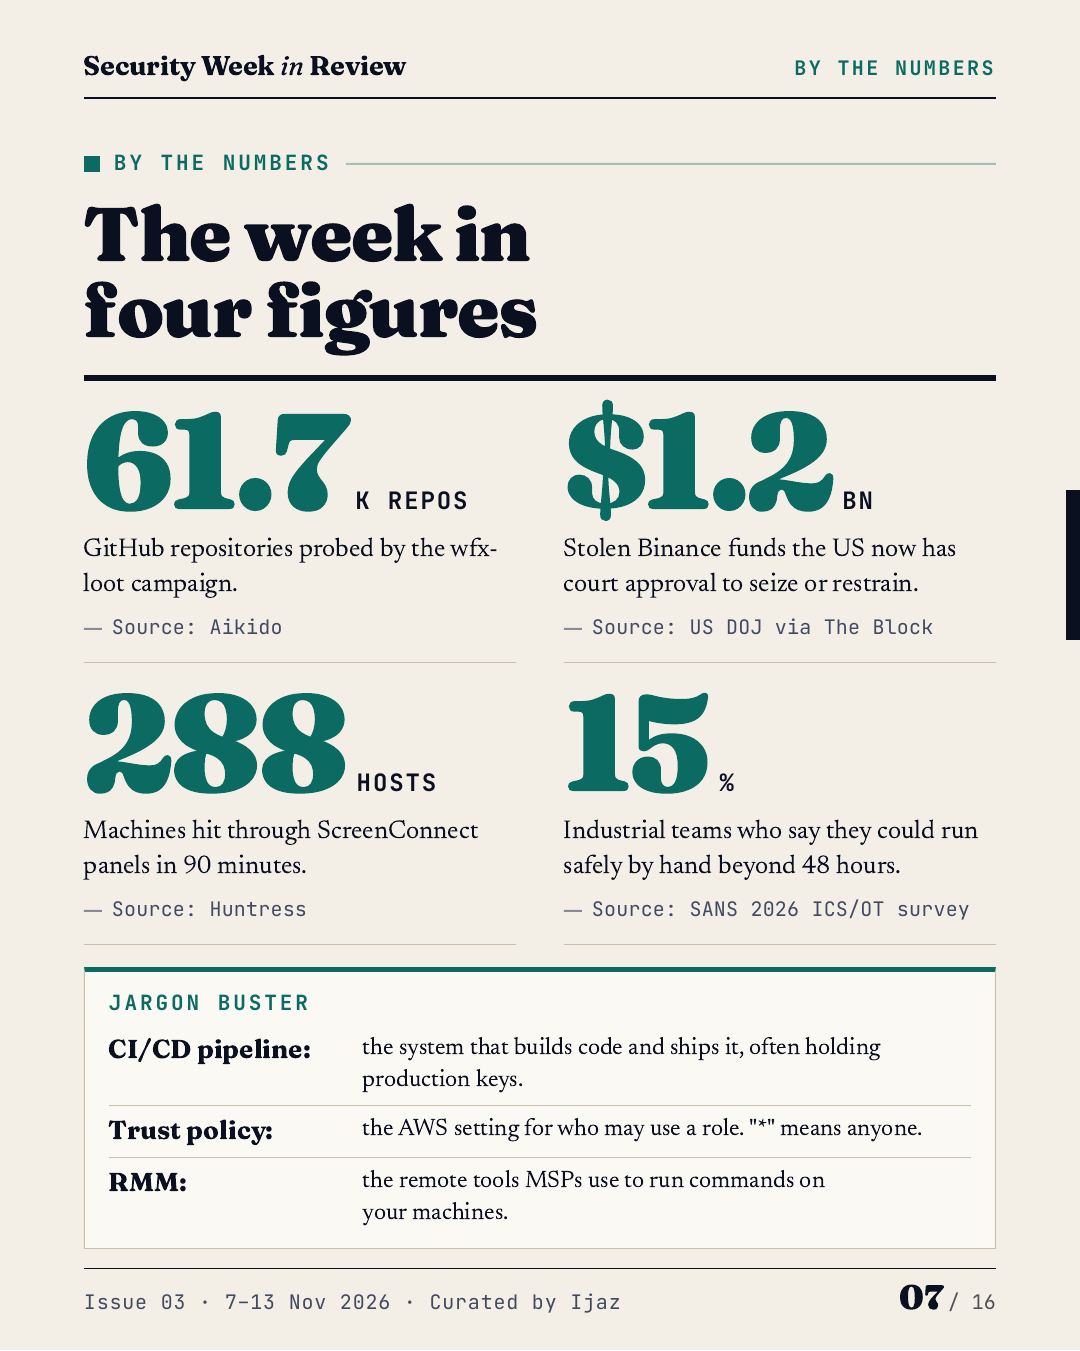 Security Week in Review
BY THE NUMBERS
BY THE NUMBERS
The week in
four figures
61.7 K REPOS
GitHub repositories probed by the wfx-
loot campaign.
— Source: Aikido
$1.2 BN
Stolen Binance funds the US now has
court approval to seize or restrain.
— Source: US DOJ via The Block
288 HOSTS
Machines hit through ScreenConnect
panels in 90 minutes.
— Source: Huntress
15 %
Industrial teams who say they could run
safely by hand beyond 48 hours.
— Source: SANS 2026 ICS/OT survey
JARGON BUSTER
CI/CD pipeline: the system that builds code and ships it, often holding
production keys.
Trust policy: the AWS setting for who may use a role. "*" means anyone.
RMM: the remote tools MSPs use to run commands on
your machines.
Issue 03 · 7–13 Nov 2026 · Curated by Ijaz
07 / 16